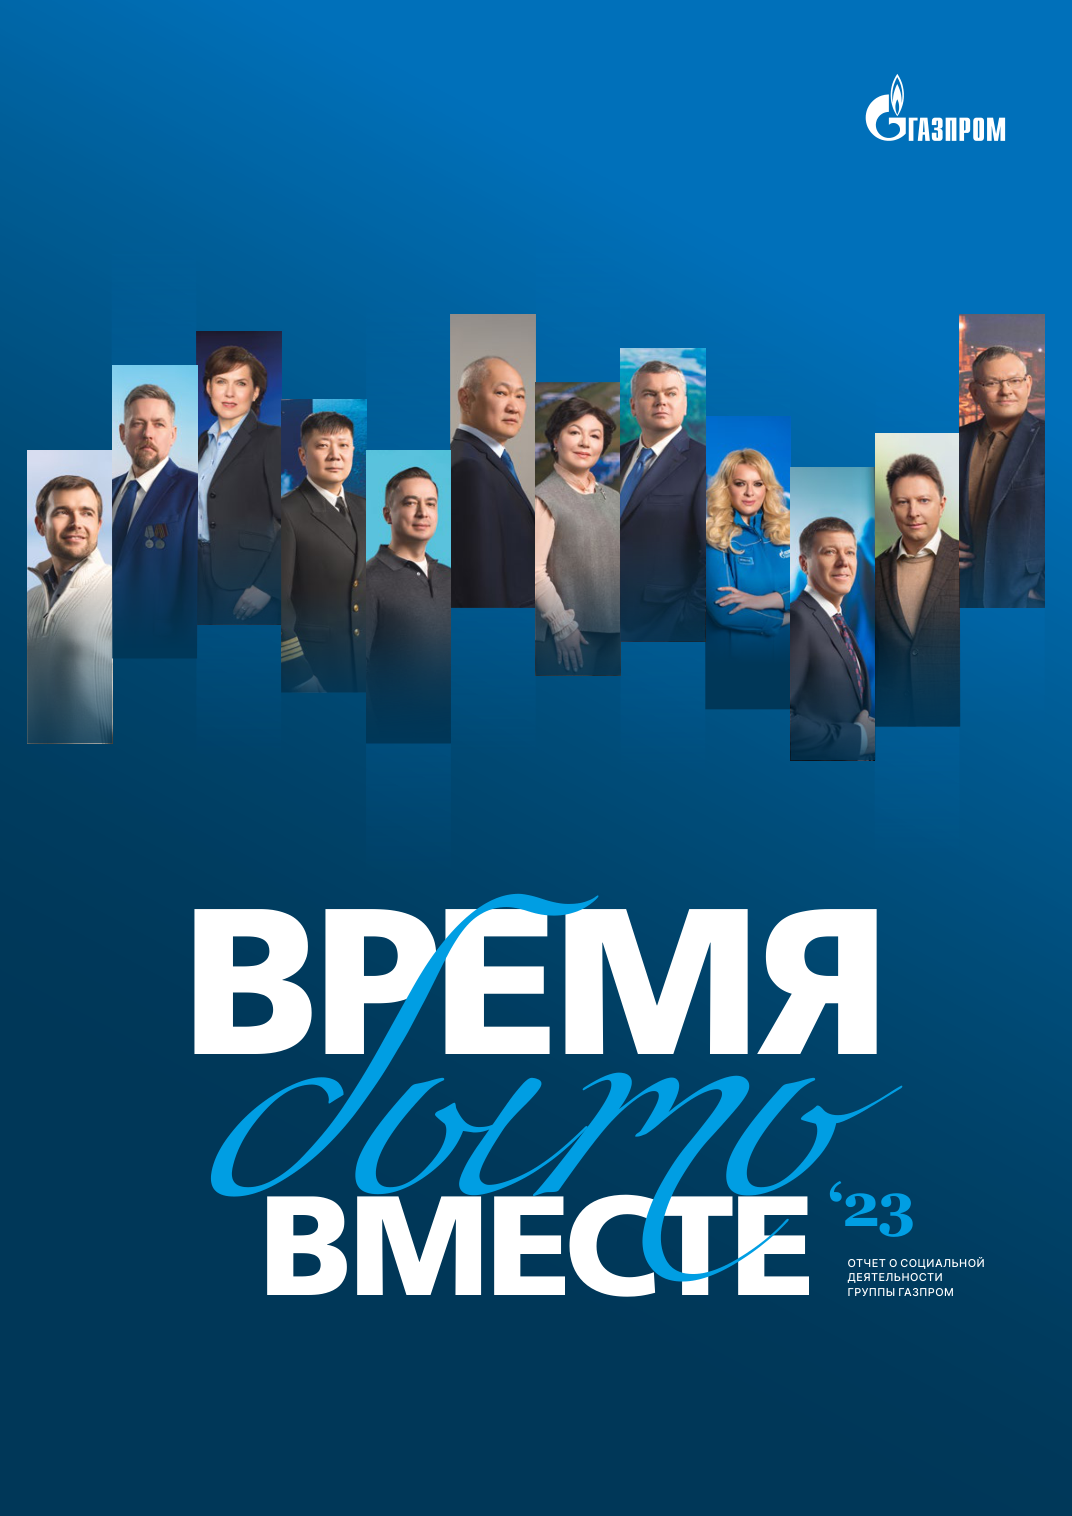 ГАЗПРОМ
ВРЕМЯ
быть
ВМЕСТЕ
‘23
ОТЧЕТ О СОЦИАЛЬНОЙ
ДЕЯТЕЛЬНОСТИ
ГРУППЫ ГАЗПРОМ